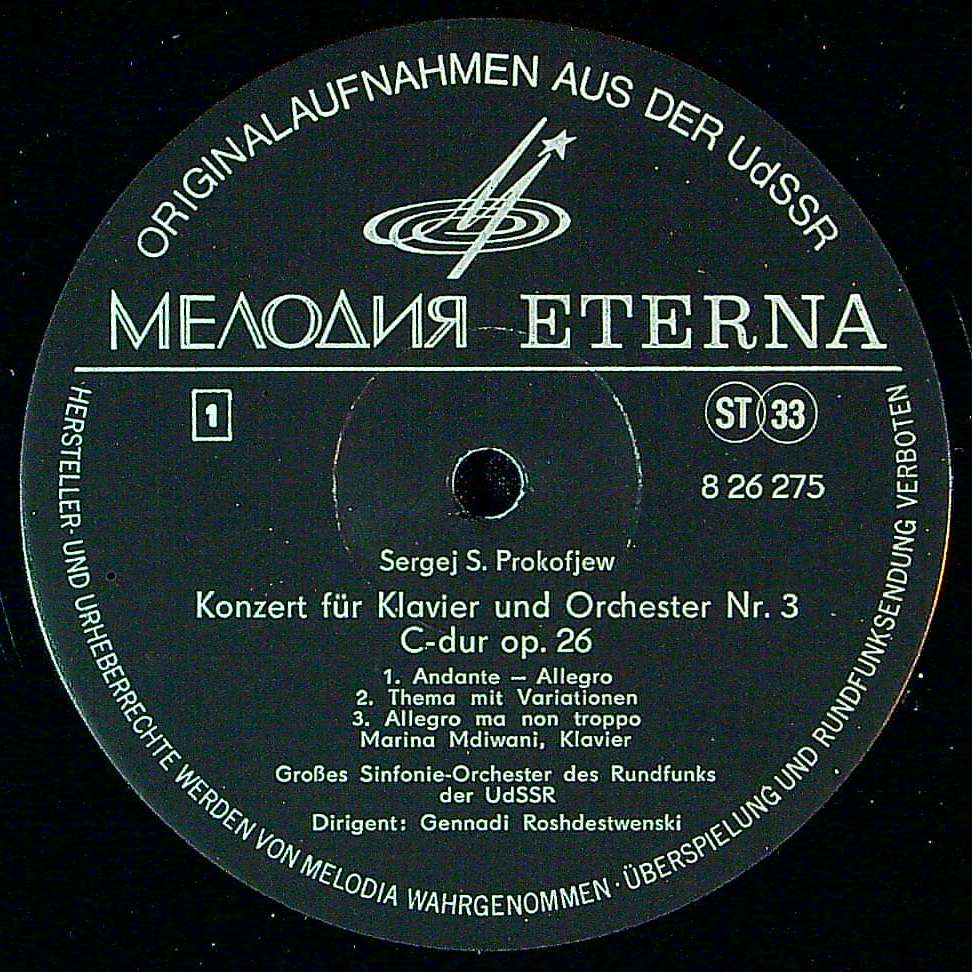 ORIGINALAUFNAHMEN AUS DER UdSSR
МЕЛОДИЯ ETERNA
1
ST 33
8 26 275
Sergej S. Prokofjew
Konzert für Klavier und Orchester Nr. 3
C-dur op. 26
1. Andante – Allegro
2. Thema mit Variationen
3. Allegro ma non troppo
Marina Mdiwani, Klavier
Großes Sinfonie-Orchester des Rundfunks
der UdSSR
Dirigent: Gennadi Roshdestwenski
HERSTELLER- UND URHEBERRECHTE WERDEN VON MELODIA WAHRGENOMMEN · ÜBERSPIELUNG UND RUNDFUNKSENDUNG VERBOTEN